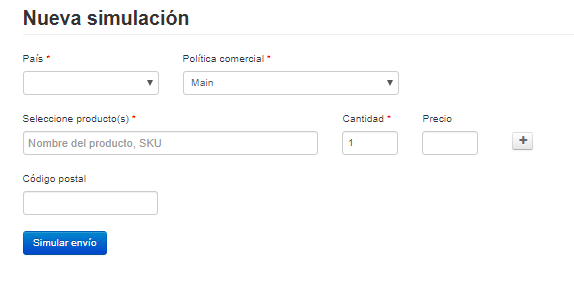 Nueva simulación
País * Política comercial *
Main
Seleccione producto(s) * Cantidad * Precio
Nombre del producto, SKU 1 +
Código postal
Simular envío